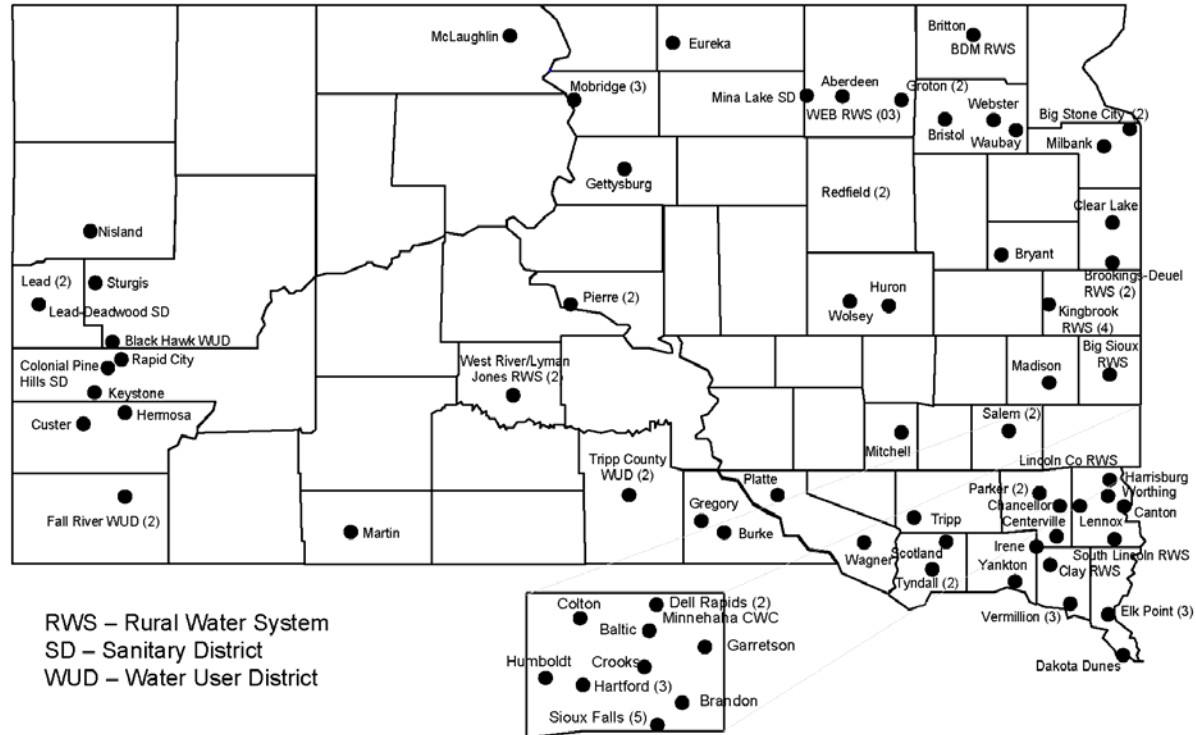 McLaughlin
Eureka
Britton
BDM RWS
Mobridge (3)
Mina Lake SD
Aberdeen
WEB RWS (03)
Groton (2)
Bristol
Webster
Waubay
Big Stone City (2)
Milbank
Gettysburg
Redfield (2)
Clear Lake
Nisland
Bryant
Brookings-Deuel
RWS (2)
Lead (2)
Sturgis
Lead-Deadwood SD
Pierre (2)
Huron
Wolsey
Kingbrook
RWS (4)
Black Hawk WUD
Rapid City
Colonial Pine
Hills SD
Keystone
West River/Lyman
Jones RWS (2)
Madison
Big Sioux
RWS
Custer
Hermosa
Mitchell
Salem (2)
Tripp County
WUD (2)
Platte
Lincoln Co RWS
Fall River WUD (2)
Martin
Gregory
Burke
Tripp
Parker (2)
Chancellor
Centerville
Harrisburg
Worthing
Lennox
Canton
Wagner
Scotland
Tyndall (2)
Irene
Yankton
South Lincoln RWS
Clay RWS
Vermillion (3)
Elk Point (3)
Dakota Dunes
RWS – Rural Water System
SD – Sanitary District
WUD – Water User District
Colton
Dell Rapids (2)
Minnehaha CWC
Baltic
Garretson
Humboldt
Crooks
Hartford (3)
Brandon
Sioux Falls (5)